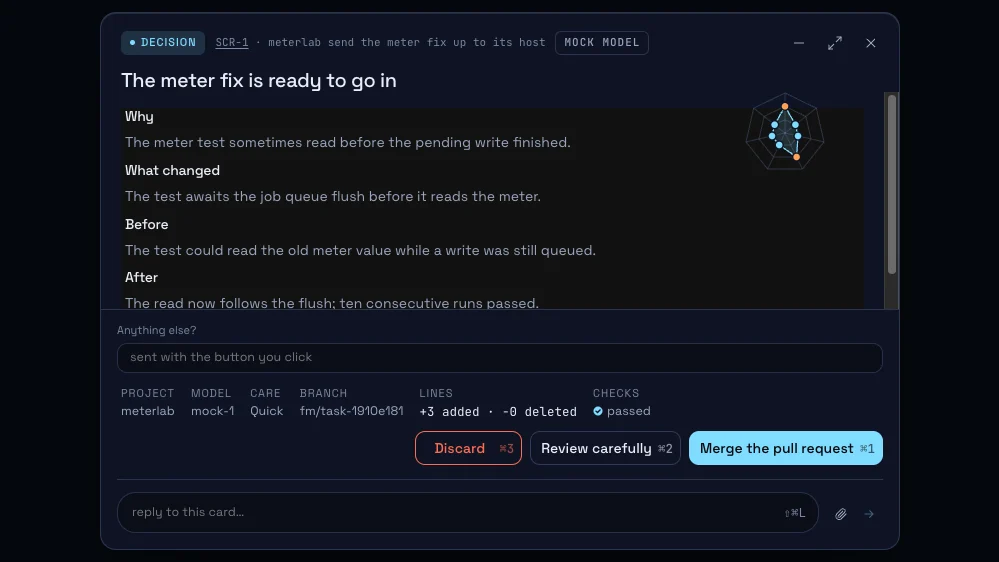 DECISION SCR-1 · meterlab send the meter fix up to its host MOCK MODEL
The meter fix is ready to go in
Why
The meter test sometimes read before the pending write finished.
What changed
The test awaits the job queue flush before it reads the meter.
Before
The test could read the old meter value while a write was still queued.
After
The read now follows the flush; ten consecutive runs passed.
Anything else?
sent with the button you click
PROJECT MODEL CARE BRANCH LINES CHECKS
meterlab mock-1 Quick fm/task-1910e181 +3 added · -0 deleted passed
Discard ⌘3 Review carefully ⌘2 Merge the pull request ⌘1
reply to this card… ⇧⌘L